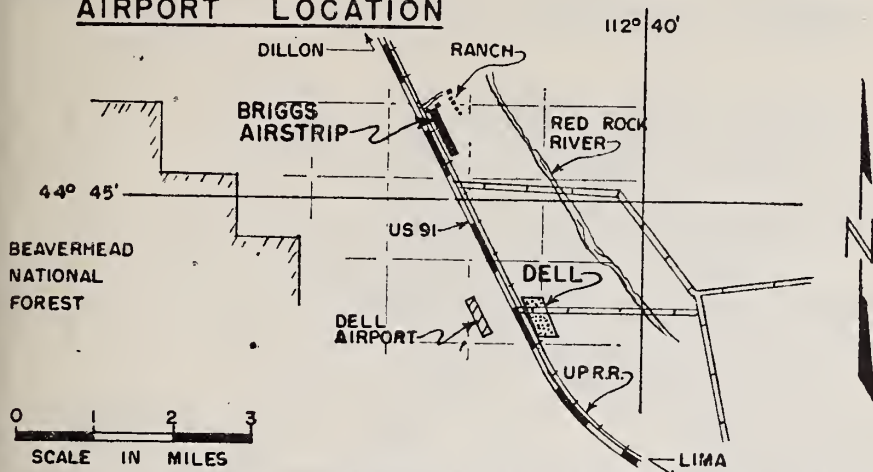 AIRPORT LOCATION
112° 40'
DILLON
RANCH
BRIGGS
AIRSTRIP
RED ROCK
RIVER
44° 45'
US 91
BEAVERHEAD
NATIONAL
FOREST
DELL
DELL
AIRPORT
U P R.R.
0 1 2 3
SCALE IN MILES
LIMA
N